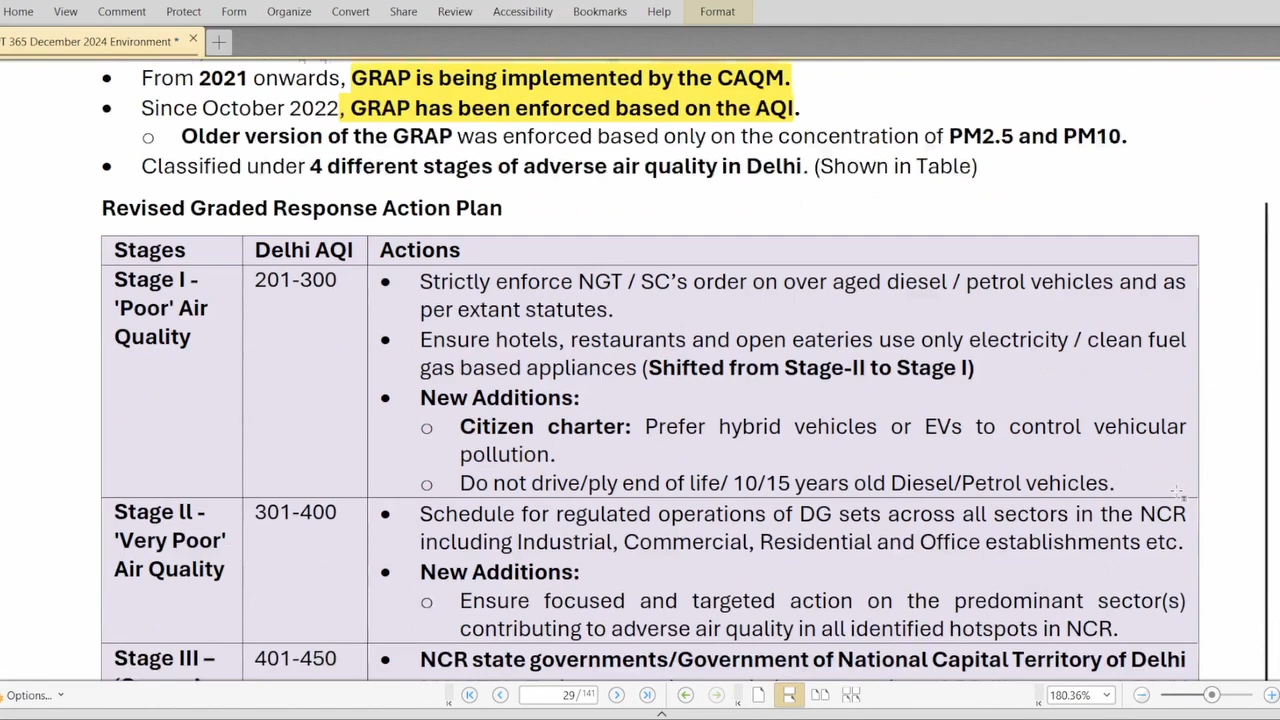 Home View Comment Protect Form Organize Convert Share Review Accessibility Bookmarks Help Format
T 365 December 2024 Environment *
• From 2021 onwards, GRAP is being implemented by the CAQM.
• Since October 2022, GRAP has been enforced based on the AQI.
○ Older version of the GRAP was enforced based only on the concentration of PM2.5 and PM10.
• Classified under 4 different stages of adverse air quality in Delhi. (Shown in Table)
Revised Graded Response Action Plan
Stages Delhi AQI Actions
Stage I - 201-300 • Strictly enforce NGT / SC's order on over aged diesel / petrol vehicles and as
'Poor' Air per extant statutes.
Quality • Ensure hotels, restaurants and open eateries use only electricity / clean fuel
gas based appliances (Shifted from Stage-II to Stage I)
• New Additions:
○ Citizen charter: Prefer hybrid vehicles or EVs to control vehicular
pollution.
○ Do not drive/ply end of life/ 10/15 years old Diesel/Petrol vehicles.
Stage ll - 301-400 • Schedule for regulated operations of DG sets across all sectors in the NCR
'Very Poor' including Industrial, Commercial, Residential and Office establishments etc.
Air Quality • New Additions:
○ Ensure focused and targeted action on the predominant sector(s)
contributing to adverse air quality in all identified hotspots in NCR.
Stage III – 401-450 • NCR state governments/Government of National Capital Territory of Delhi
Options... 29 /141 180.36%